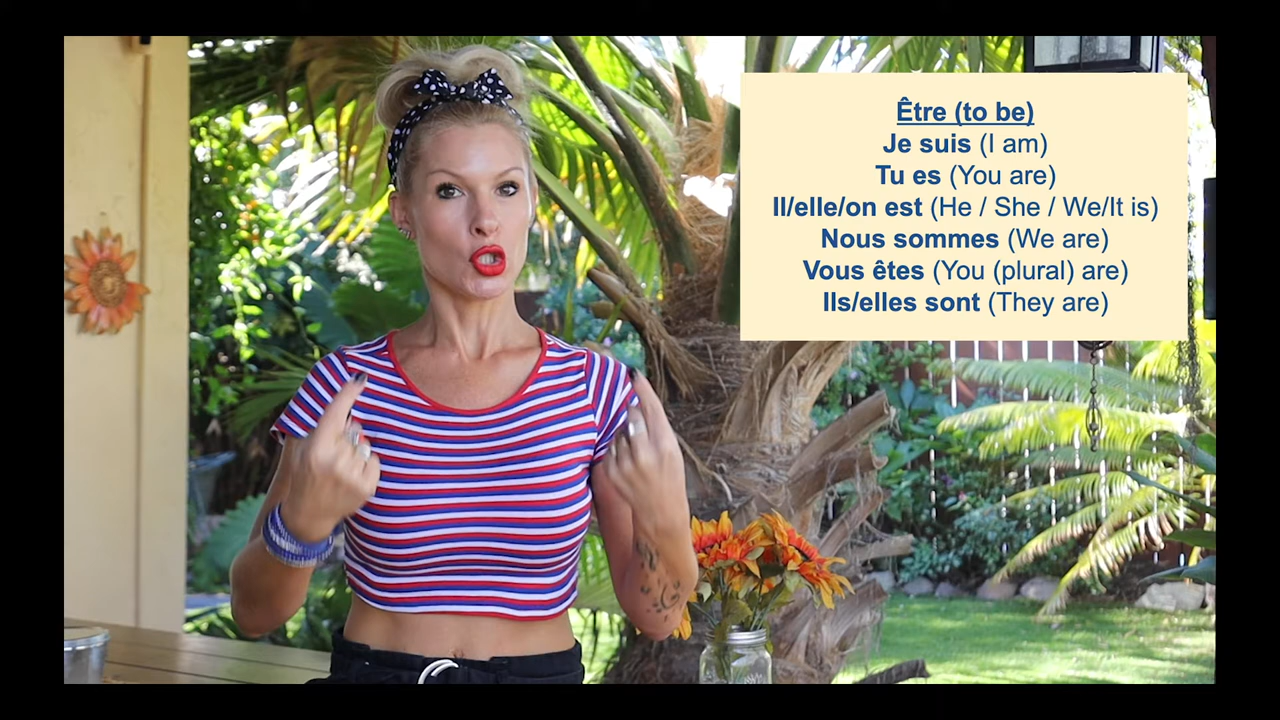 Être (to be)
Je suis (I am)
Tu es (You are)
Il/elle/on est (He / She / We/It is)
Nous sommes (We are)
Vous êtes (You (plural) are)
Ils/elles sont (They are)